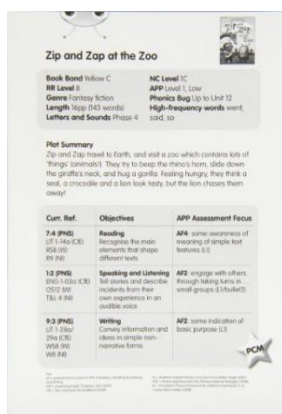 Zip and Zap at the Zoo
Book Band Yellow C
RR Level 8
Genre Fantasy fiction
Length 16pp (143 words)
Letters and Sounds Phase 4
NC Level 1C
APP Level 1, Low
Phonics Bug Up to Unit 12
High-frequency words went,
said, so
Plot Summary
Zip and Zap travel to Earth, and visit a zoo which contains lots of
'things' (animals!). They try to beep the rhino's horn, slide down
the giraffe's neck, and hug a gorilla. Feeling hungry, they think a
seal, a crocodile and a lion look tasty, but the lion chases them
away!
Curr. Ref.
Objectives
APP Assessment Focus
7:4 (PNS)
Reading
Recognise the main
elements that shape
different texts
AF4: some awareness of
meaning of simple text
features (L1)
1:2 (PNS)
Speaking and Listening
Tell stories and describe
incidents from their
own experience in an
audible voice
AF2: engage with others
through taking turns in ...
small groups (L1/bullet2)
9:3 (PNS)
Writing
Convey information and
ideas in simple non-
narrative forms
AF2: some indication of
basic purpose (L1)
PCM